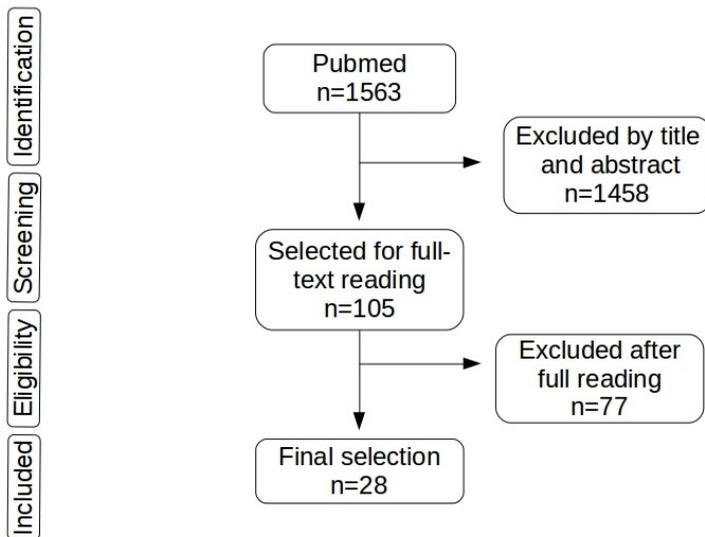 Identification
Pubmed
n=1563
Excluded by title
and abstract
n=1458
Screening
Selected for full-
text reading
n=105
Eligibility
Excluded after
full reading
n=77
Included
Final selection
n=28